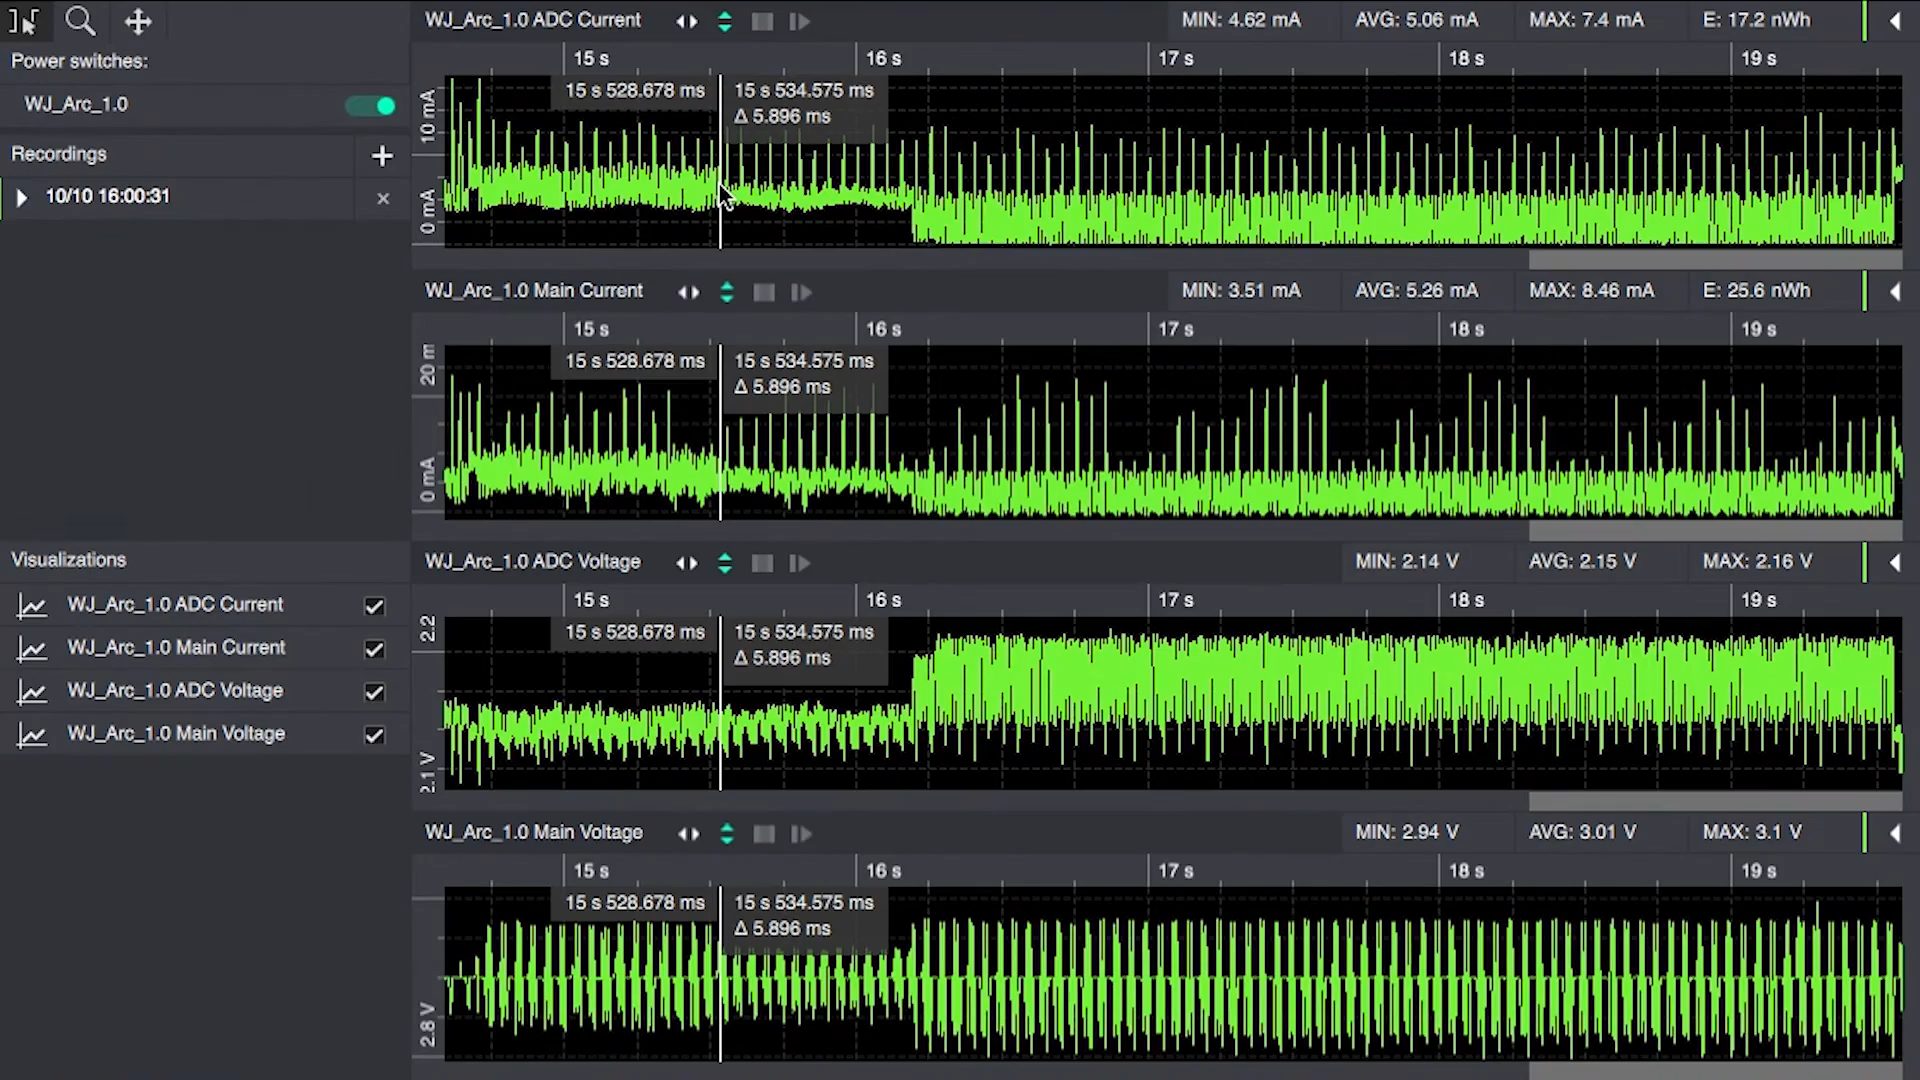 Power switches:
WJ_Arc_1.0
Recordings
10/10 16:00:31
Visualizations
WJ_Arc_1.0 ADC Current
WJ_Arc_1.0 Main Current
WJ_Arc_1.0 ADC Voltage
WJ_Arc_1.0 Main Voltage
WJ_Arc_1.0 ADC Current MIN: 4.62 mA AVG: 5.06 mA MAX: 7.4 mA E: 17.2 nWh
15 s 16 s 17 s 18 s 19 s
15 s 528.678 ms 15 s 534.575 ms
Δ 5.896 ms
10 mA
0 mA
WJ_Arc_1.0 Main Current MIN: 3.51 mA AVG: 5.26 mA MAX: 8.46 mA E: 25.6 nWh
15 s 16 s 17 s 18 s 19 s
15 s 528.678 ms 15 s 534.575 ms
Δ 5.896 ms
20 m
0 mA
WJ_Arc_1.0 ADC Voltage MIN: 2.14 V AVG: 2.15 V MAX: 2.16 V
15 s 16 s 17 s 18 s 19 s
15 s 528.678 ms 15 s 534.575 ms
Δ 5.896 ms
2.2
2.1 V
WJ_Arc_1.0 Main Voltage MIN: 2.94 V AVG: 3.01 V MAX: 3.1 V
15 s 16 s 17 s 18 s 19 s
15 s 528.678 ms 15 s 534.575 ms
Δ 5.896 ms
2.8 V